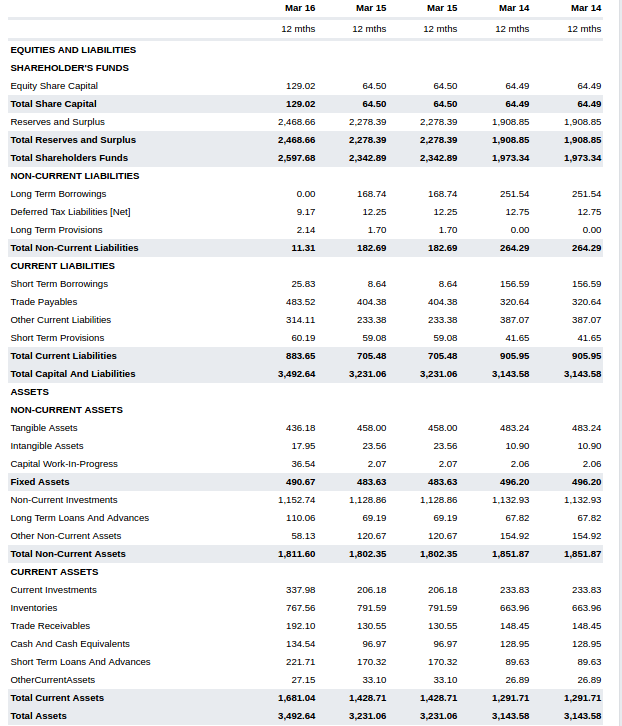 Mar 16 Mar 15 Mar 15 Mar 14 Mar 14
12 mths 12 mths 12 mths 12 mths 12 mths
EQUITIES AND LIABILITIES
SHAREHOLDER'S FUNDS
Equity Share Capital 129.02 64.50 64.50 64.49 64.49
Total Share Capital 129.02 64.50 64.50 64.49 64.49
Reserves and Surplus 2,468.66 2,278.39 2,278.39 1,908.85 1,908.85
Total Reserves and Surplus 2,468.66 2,278.39 2,278.39 1,908.85 1,908.85
Total Shareholders Funds 2,597.68 2,342.89 2,342.89 1,973.34 1,973.34
NON-CURRENT LIABILITIES
Long Term Borrowings 0.00 168.74 168.74 251.54 251.54
Deferred Tax Liabilities [Net] 9.17 12.25 12.25 12.75 12.75
Long Term Provisions 2.14 1.70 1.70 0.00 0.00
Total Non-Current Liabilities 11.31 182.69 182.69 264.29 264.29
CURRENT LIABILITIES
Short Term Borrowings 25.83 8.64 8.64 156.59 156.59
Trade Payables 483.52 404.38 404.38 320.64 320.64
Other Current Liabilities 314.11 233.38 233.38 387.07 387.07
Short Term Provisions 60.19 59.08 59.08 41.65 41.65
Total Current Liabilities 883.65 705.48 705.48 905.95 905.95
Total Capital And Liabilities 3,492.64 3,231.06 3,231.06 3,143.58 3,143.58
ASSETS
NON-CURRENT ASSETS
Tangible Assets 436.18 458.00 458.00 483.24 483.24
Intangible Assets 17.95 23.56 23.56 10.90 10.90
Capital Work-In-Progress 36.54 2.07 2.07 2.06 2.06
Fixed Assets 490.67 483.63 483.63 496.20 496.20
Non-Current Investments 1,152.74 1,128.86 1,128.86 1,132.93 1,132.93
Long Term Loans And Advances 110.06 69.19 69.19 67.82 67.82
Other Non-Current Assets 58.13 120.67 120.67 154.92 154.92
Total Non-Current Assets 1,811.60 1,802.35 1,802.35 1,851.87 1,851.87
CURRENT ASSETS
Current Investments 337.98 206.18 206.18 233.83 233.83
Inventories 767.56 791.59 791.59 663.96 663.96
Trade Receivables 192.10 130.55 130.55 148.45 148.45
Cash And Cash Equivalents 134.54 96.97 96.97 128.95 128.95
Short Term Loans And Advances 221.71 170.32 170.32 89.63 89.63
OtherCurrentAssets 27.15 33.10 33.10 26.89 26.89
Total Current Assets 1,681.04 1,428.71 1,428.71 1,291.71 1,291.71
Total Assets 3,492.64 3,231.06 3,231.06 3,143.58 3,143.58